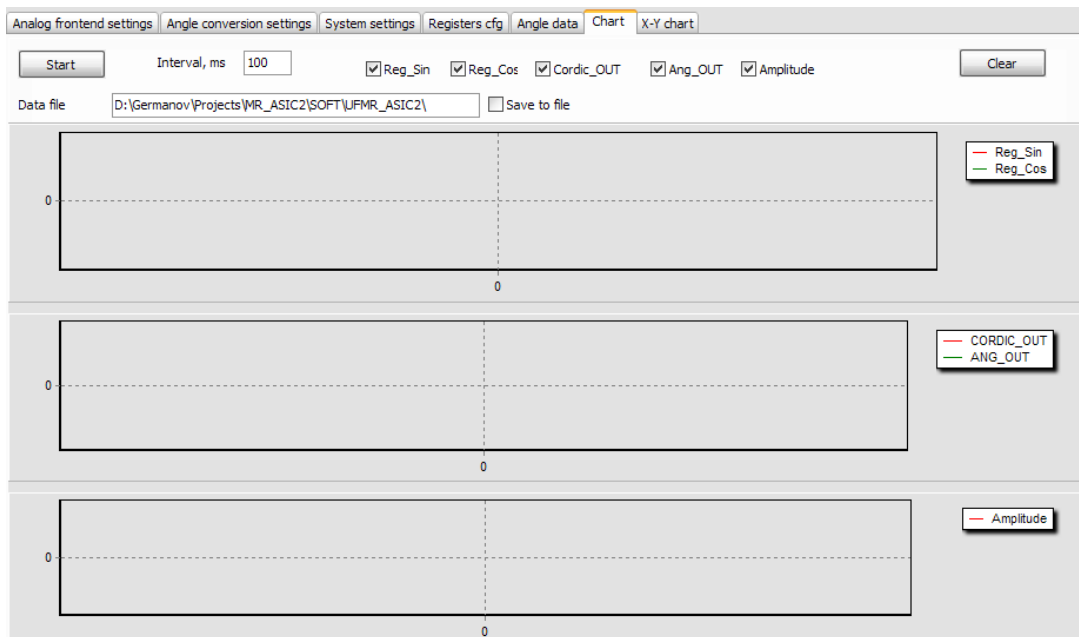 Analog frontend settings Angle conversion settings System settings Registers cfg Angle data Chart X-Y chart
Start Interval, ms 100 Reg_Sin Reg_Cos Cordic_OUT Ang_OUT Amplitude Clear
Data file D:\Germanov\Projects\MR_ASIC2\SOFT\UFMR_ASIC2\ Save to file
Reg_Sin
Reg_Cos
0
0
CORDIC_OUT
ANG_OUT
0
0
Amplitude
0
0